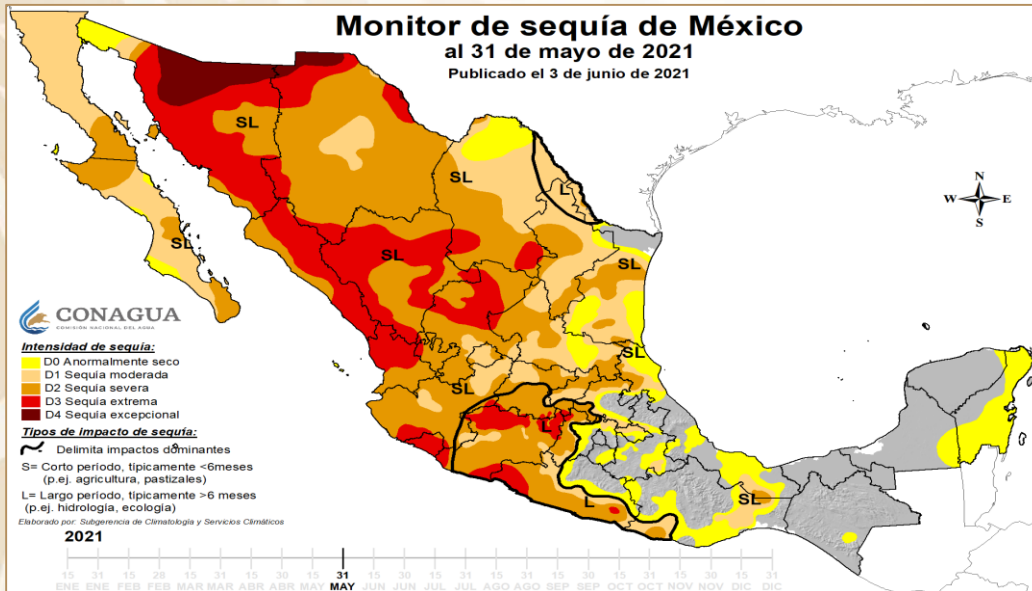 Monitor de sequía de México
al 31 de mayo de 2021
Publicado el 3 de junio de 2021
N
W E
S
SL
SL
L
SL
SL
SL
SL
SL
L
L
SL
CONAGUA
COMISIÓN NACIONAL DEL AGUA
Intensidad de sequía:
D0 Anormalmente seco
D1 Sequía moderada
D2 Sequía severa
D3 Sequía extrema
D4 Sequía excepcional
Tipos de impacto de sequía:
Delimita impactos dominantes
S= Corto período, típicamente <6meses
(p.ej. agricultura, pastizales)
L= Largo período, típicamente >6 meses
(p.ej. hidrología, ecología)
Elaborado por: Subgerencia de Climatología y Servicios Climáticos
2021
15 31 15 28 15 31 15 30 15 31 15 30 15 31 15 31 15 30 15 31 15 30 15 31
ENE ENE FEB FEB MAR MAR ABR ABR MAY MAY JUN JUN JUL JUL AGO AGO SEP SEP OCT OCT NOV NOV DIC DIC